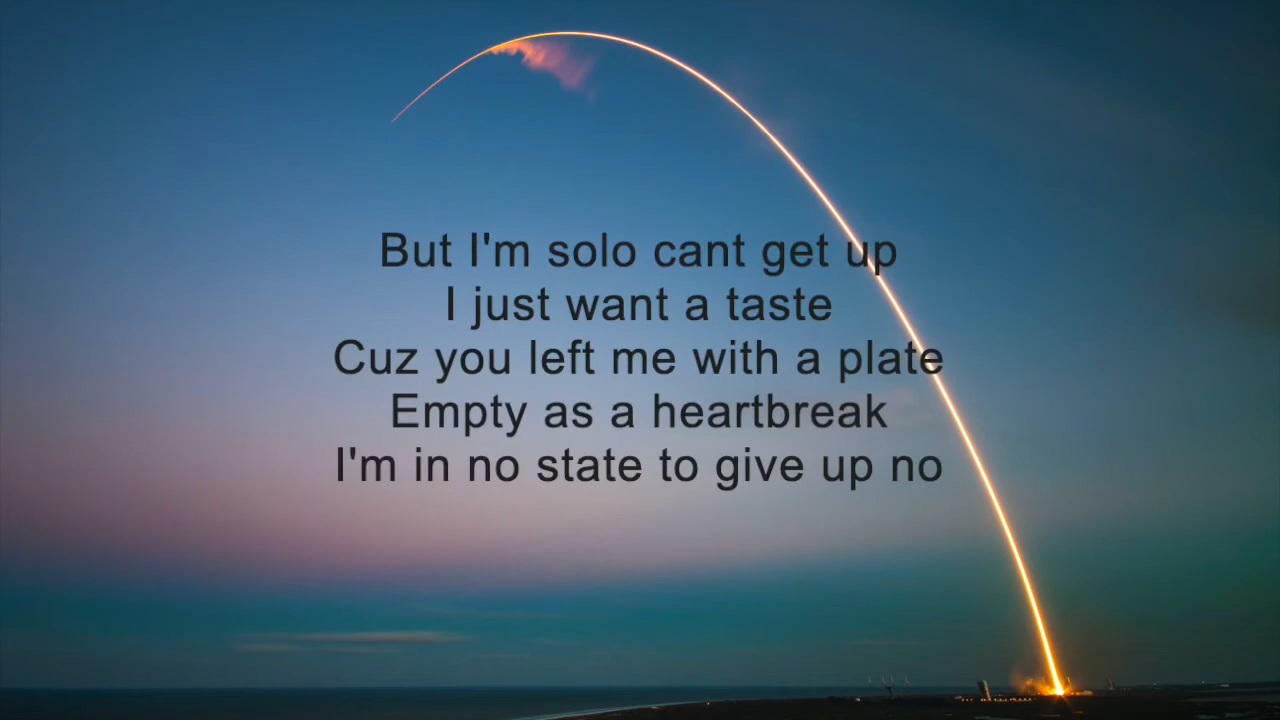 But I'm solo cant get up
I just want a taste
Cuz you left me with a plate
Empty as a heartbreak
I'm in no state to give up no